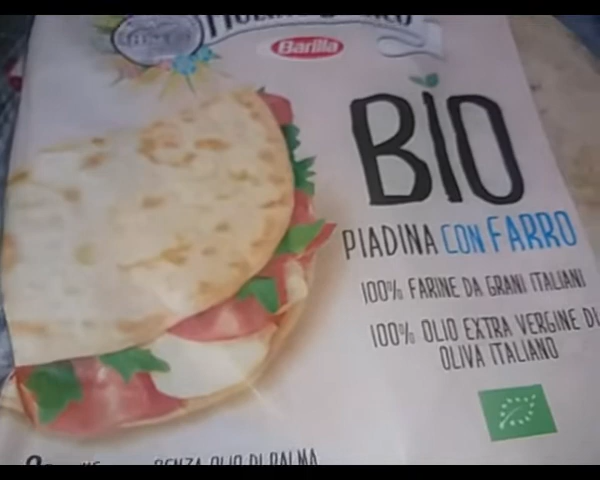 Barilla
BIO
PIADINA CON FARRO
100% FARINE DA GRANI ITALIANI
100% OLIO EXTRA VERGINE DI
OLIVA ITALIANO
SENZA OLIO DI PALMA